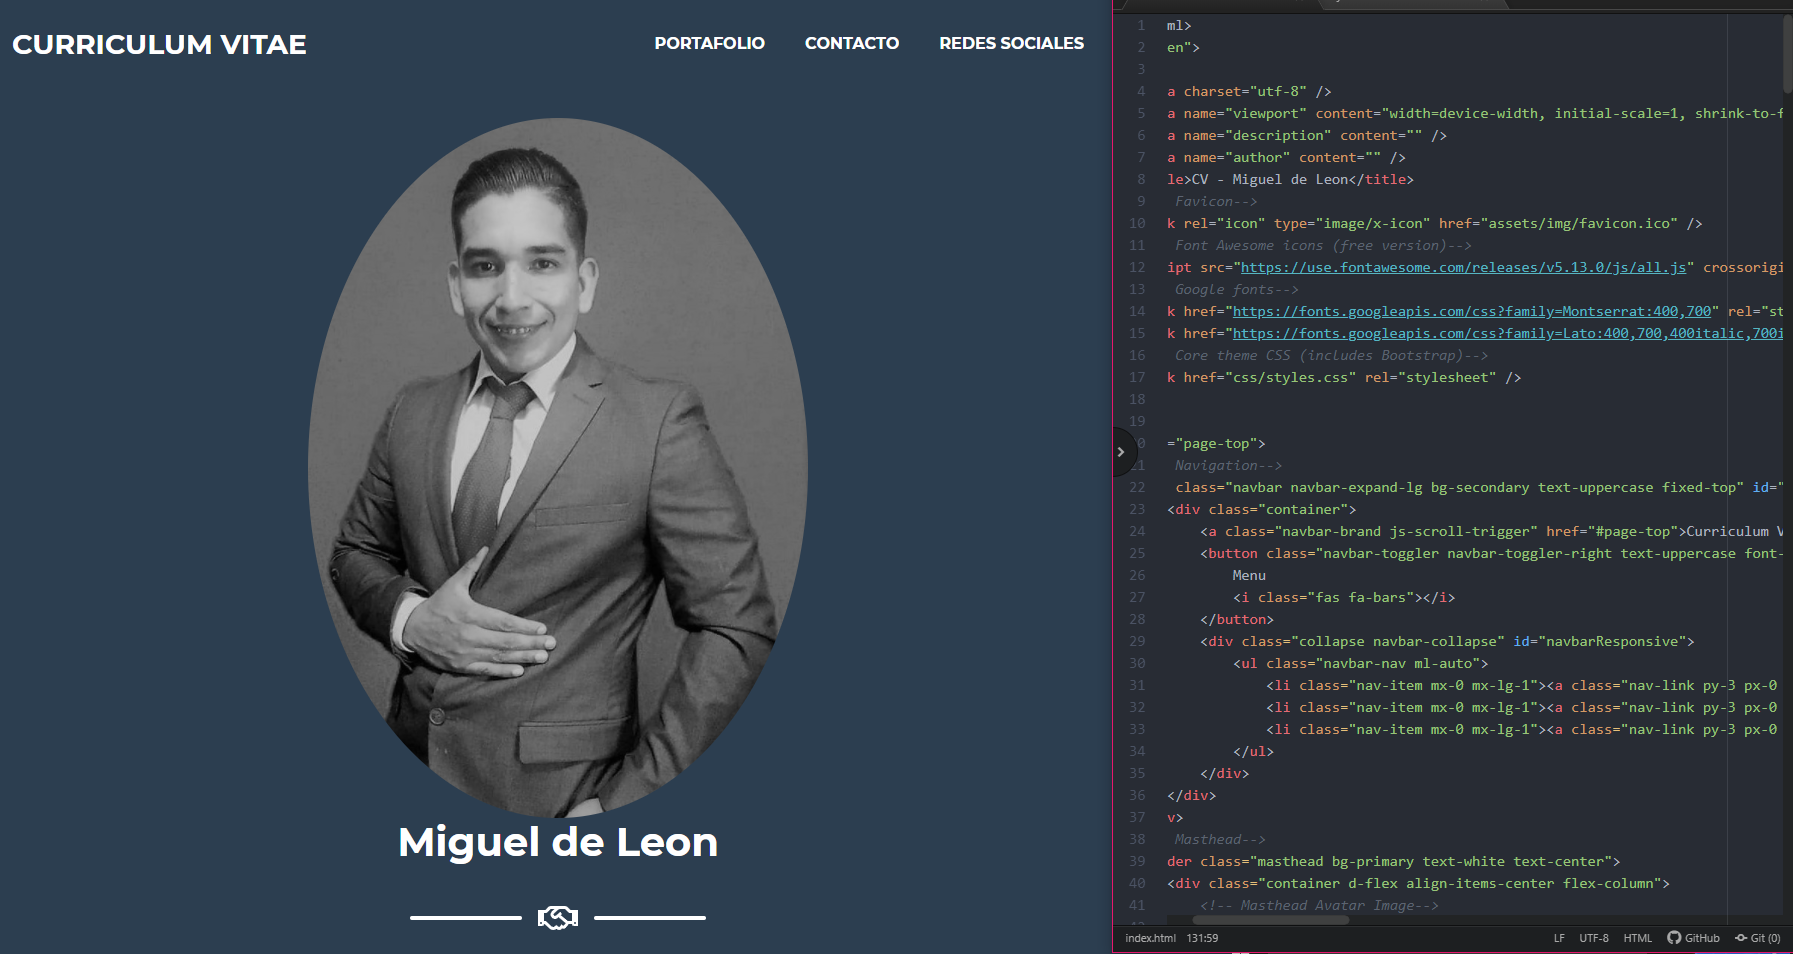 CURRICULUM VITAE
PORTAFOLIO CONTACTO REDES SOCIALES
Miguel de Leon
1 ml>
2 en">
3
4 a charset="utf-8" />
5 a name="viewport" content="width=device-width, initial-scale=1, shrink-to-f
6 a name="description" content="" />
7 a name="author" content="" />
8 le>CV - Miguel de Leon</title>
9 Favicon-->
10 k rel="icon" type="image/x-icon" href="assets/img/favicon.ico" />
11 Font Awesome icons (free version)-->
12 ipt src="https://use.fontawesome.com/releases/v5.13.0/js/all.js" crossorigi
13 Google fonts-->
14 k href="https://fonts.googleapis.com/css?family=Montserrat:400,700" rel="st
15 k href="https://fonts.googleapis.com/css?family=Lato:400,700,400italic,700i
16 Core theme CSS (includes Bootstrap)-->
17 k href="css/styles.css" rel="stylesheet" />
18
19
0 ="page-top">
1 Navigation-->
22 class="navbar navbar-expand-lg bg-secondary text-uppercase fixed-top" id="
23 <div class="container">
24 <a class="navbar-brand js-scroll-trigger" href="#page-top">Curriculum V
25 <button class="navbar-toggler navbar-toggler-right text-uppercase font-
26 Menu
27 <i class="fas fa-bars"></i>
28 </button>
29 <div class="collapse navbar-collapse" id="navbarResponsive">
30 <ul class="navbar-nav ml-auto">
31 <li class="nav-item mx-0 mx-lg-1"><a class="nav-link py-3 px-0
32 <li class="nav-item mx-0 mx-lg-1"><a class="nav-link py-3 px-0
33 <li class="nav-item mx-0 mx-lg-1"><a class="nav-link py-3 px-0
34 </ul>
35 </div>
36 </div>
37 v>
38 Masthead-->
39 der class="masthead bg-primary text-white text-center">
40 <div class="container d-flex align-items-center flex-column">
41 <!-- Masthead Avatar Image-->
index.html 131:59 LF UTF-8 HTML GitHub Git (0)